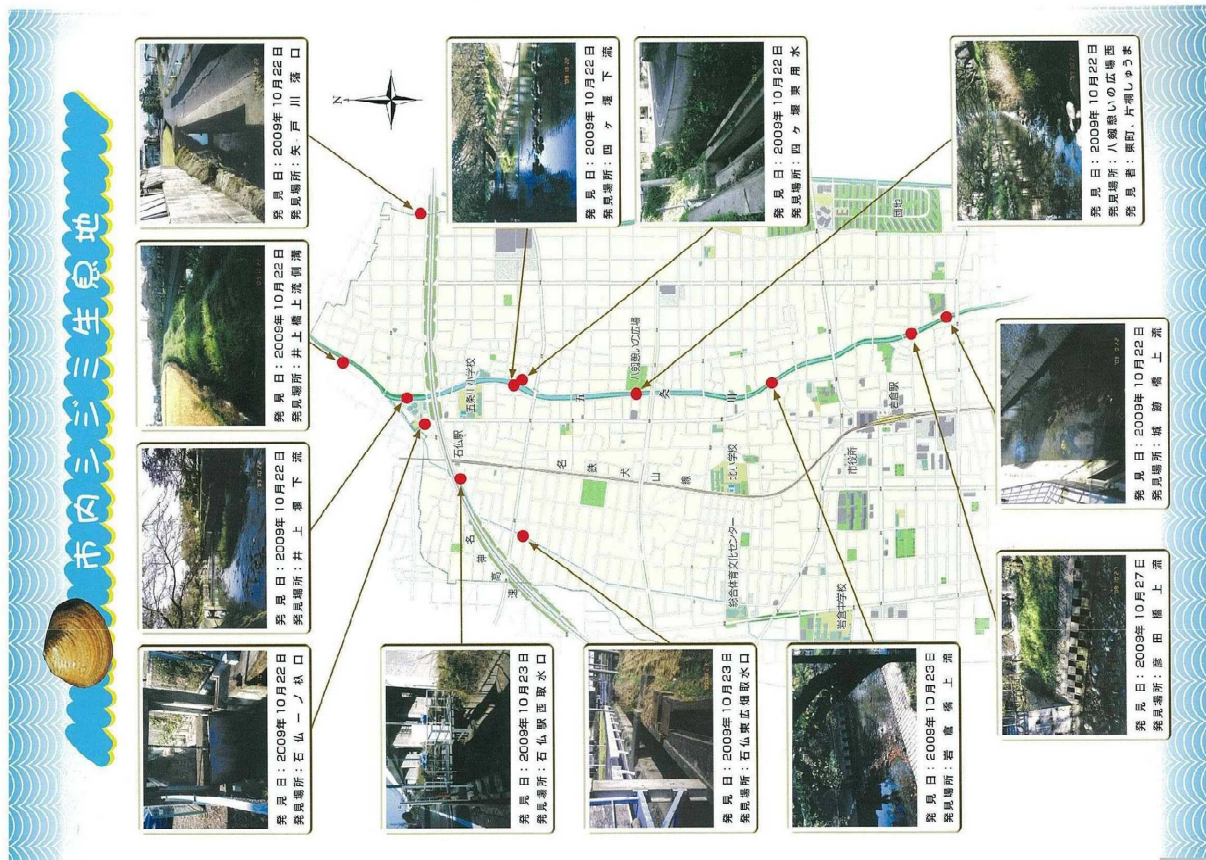 市内シジミ生息地
発見日：2009年10月22日
発見場所：石仏一ノ杁口
発見日：2009年10月22日
発見場所：井上堰下流
発見日：2009年10月22日
発見場所：井上橋上流側溝
発見日：2009年10月22日
発見場所：矢戸川落口
N
発見日：2009年10月23日
発見場所：石仏駅西取水口
発見日：2009年10月22日
発見場所：四ヶ堰下流
発見日：2009年10月23日
発見場所：石仏東広畑取水口
発見日：2009年10月22日
発見場所：四ヶ堰東用水
発見日：2009年10月23日
発見場所：岩倉橋上流
発見日：2009年10月22日
発見場所：八剱憩いの広場西
発見者：東町・片桐しゅうま
発見日：2009年10月27日
発見場所：彦田橋上流
発見日：2009年10月22日
発見場所：城跡橋上流
石仏駅
五条川小学校
名神高速
名鉄犬山線
八剱憩いの広場
五条川
北小学校
総合体育文化センター
市役所
岩倉駅
岩倉中学校
団地